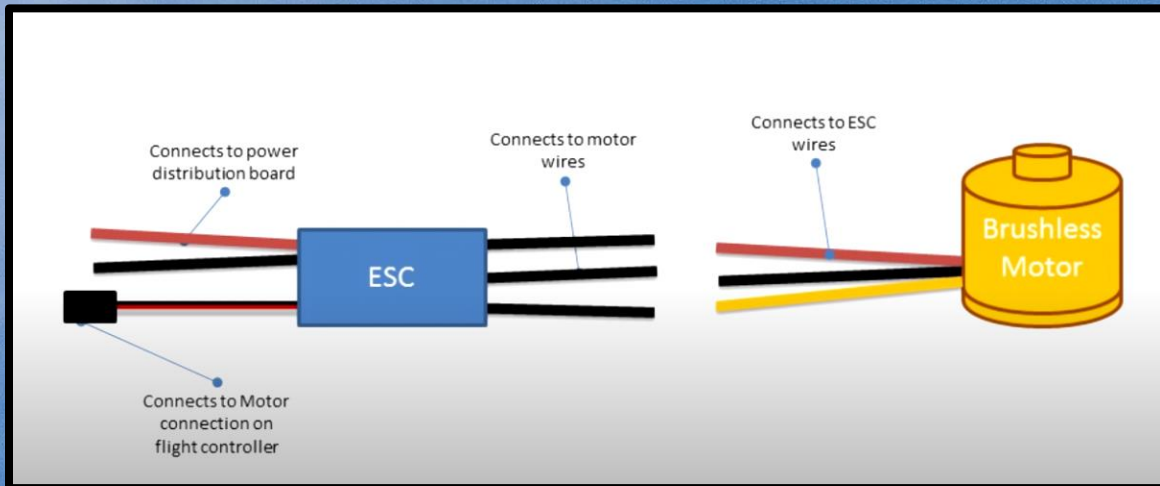 Connects to power
distribution board
Connects to motor
wires
Connects to ESC
wires
Brushless
Motor
ESC
Connects to Motor
connection on
flight controller